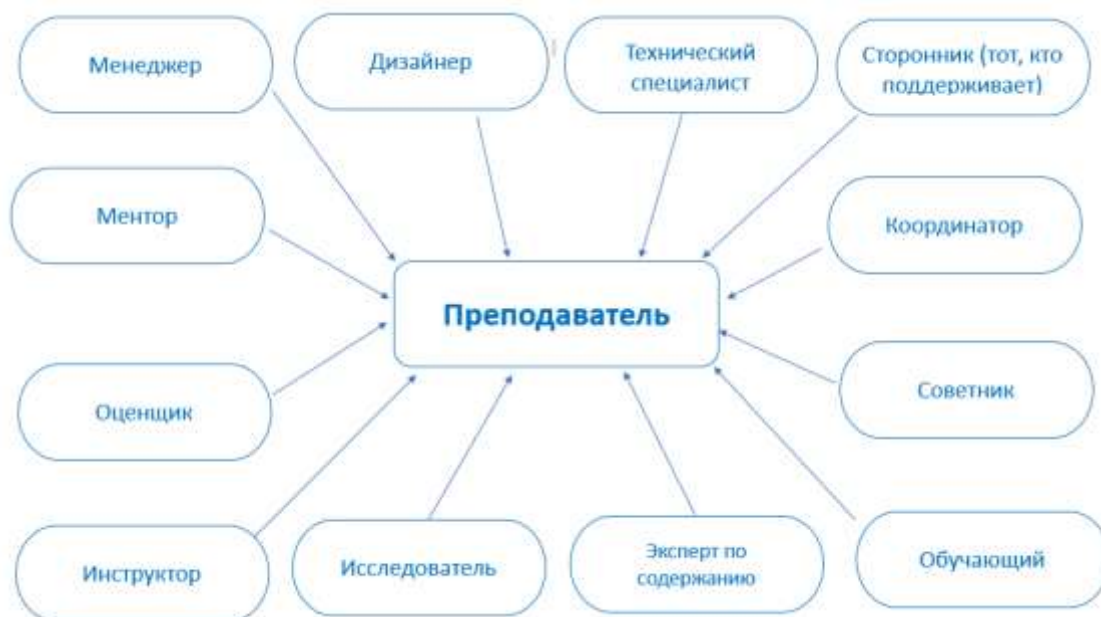 Менеджер
Дизайнер
Технический
специалист
Сторонник (тот, кто
поддерживает)
Ментор
Координатор
Преподаватель
Оценщик
Советник
Инструктор
Исследователь
Эксперт по
содержанию
Обучающий